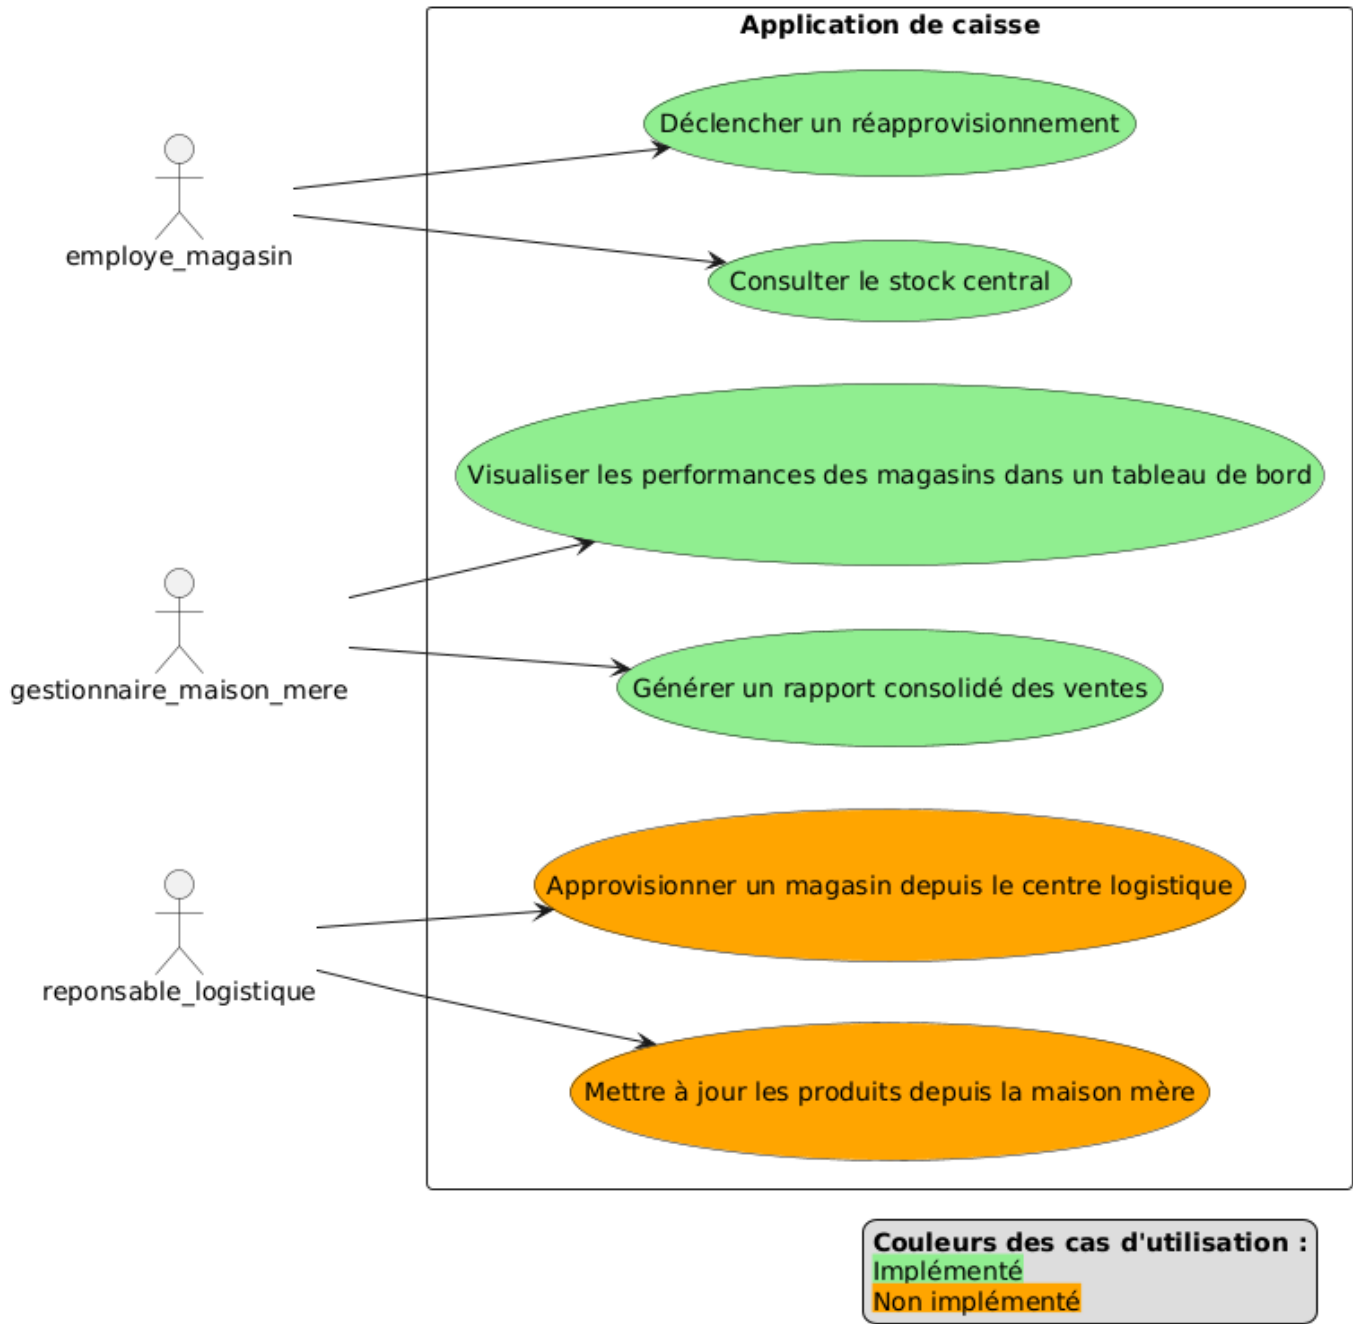 Application de caisse
Déclencher un réapprovisionnement
employe_magasin
Consulter le stock central
Visualiser les performances des magasins dans un tableau de bord
gestionnaire_maison_mere
Générer un rapport consolidé des ventes
Approvisionner un magasin depuis le centre logistique
reponsable_logistique
Mettre à jour les produits depuis la maison mère
Couleurs des cas d'utilisation :
Implémenté
Non implémenté